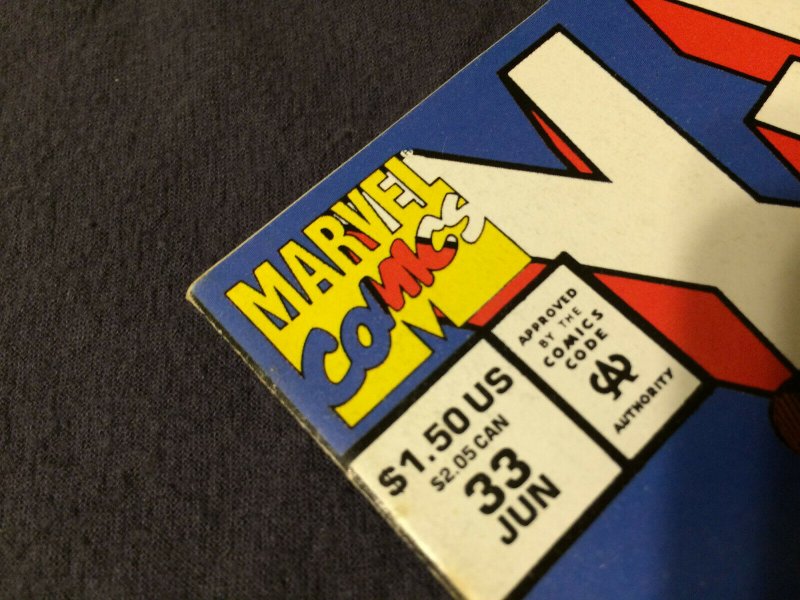 MARVEL®
COMICS
$1.50 US
$2.05 CAN
33
JUN
APPROVED
BY THE
COMICS
CODE
CA
AUTHORITY
X